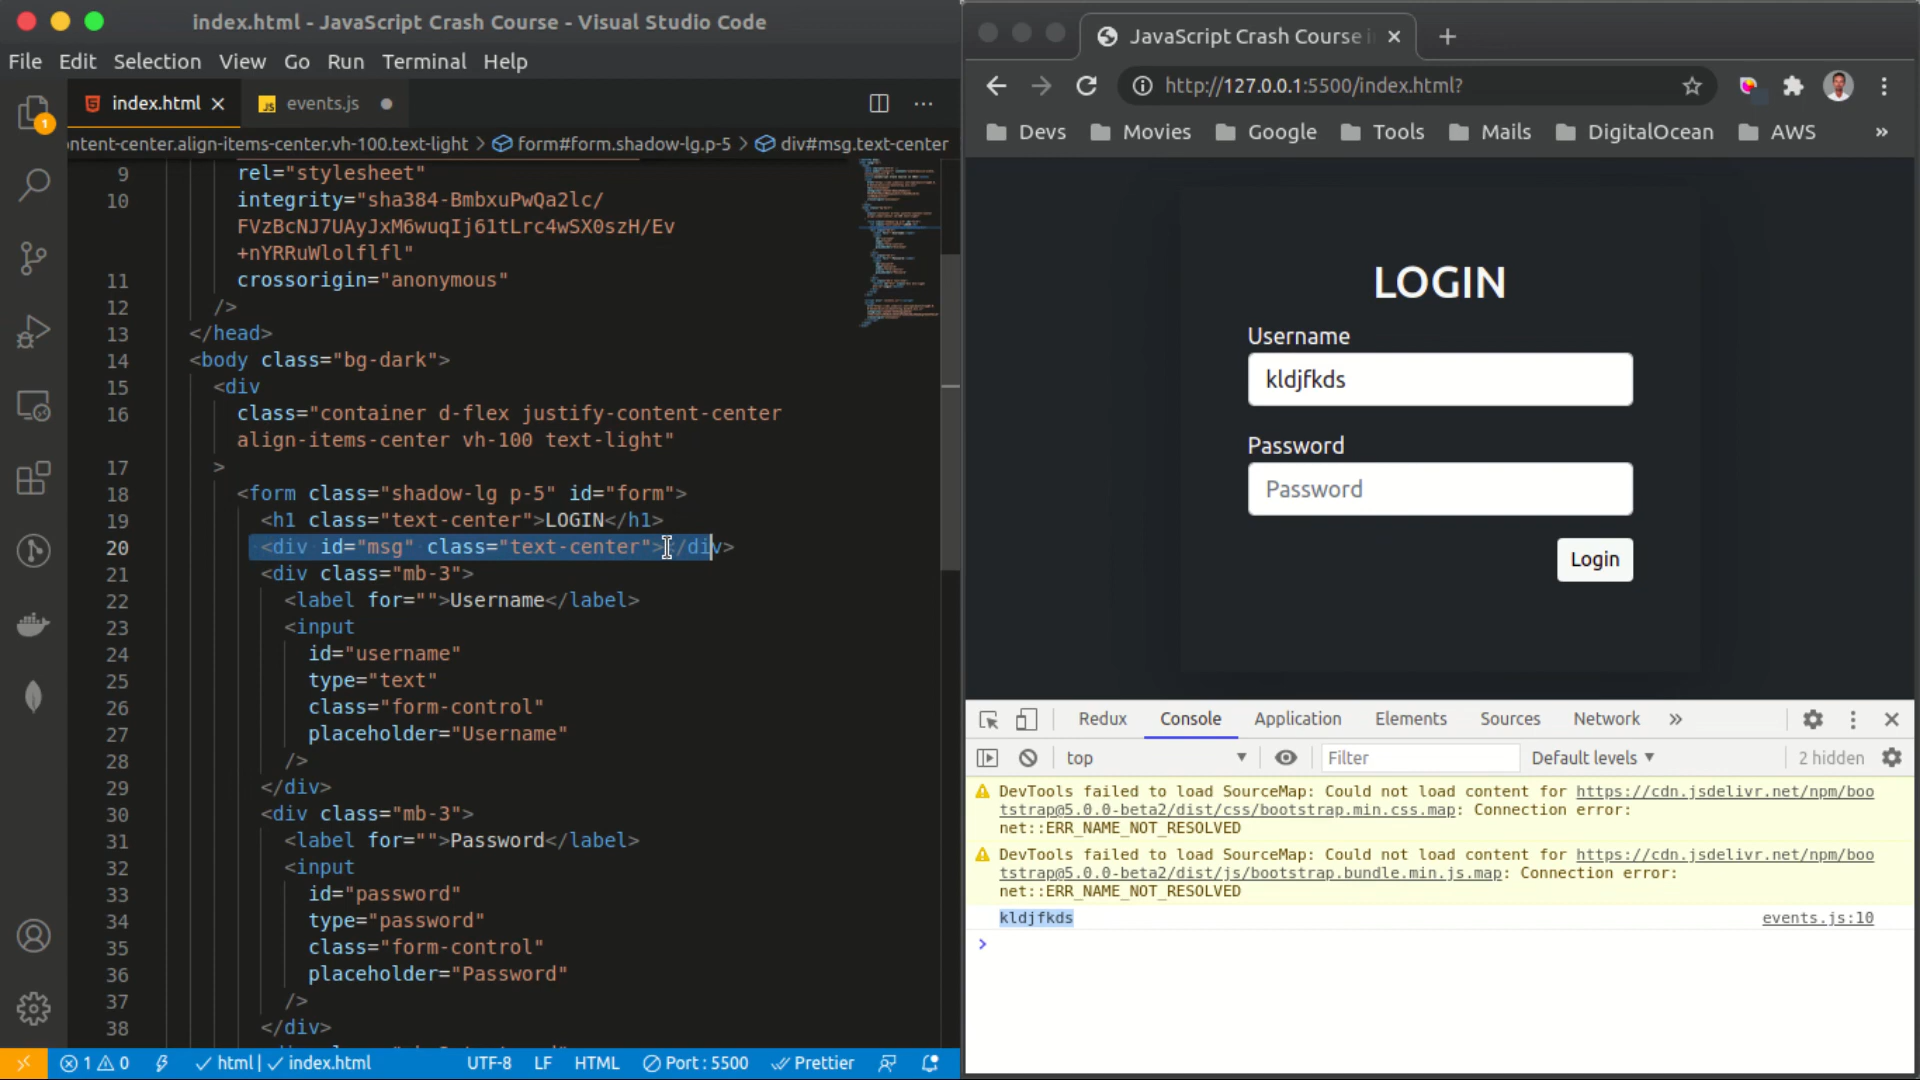 index.html - JavaScript Crash Course - Visual Studio Code
File Edit Selection View Go Run Terminal Help
index.html
JS events.js
ntent-center.align-items-center.vh-100.text-light > form#form.shadow-lg.p-5 > div#msg.text-center
9 rel="stylesheet"
10 integrity="sha384-BmbxuPwQa2lc/
FVzBcNJ7UAyJxM6wuqIj61tLrc4wSX0szH/Ev
+nYRRuWlolflfl"
11 crossorigin="anonymous"
12 />
13 </head>
14 <body class="bg-dark">
15 <div
16 class="container d-flex justify-content-center
align-items-center vh-100 text-light"
17 >
18 <form class="shadow-lg p-5" id="form">
19 <h1 class="text-center">LOGIN</h1>
20 <div id="msg" class="text-center"></div>
21 <div class="mb-3">
22 <label for="">Username</label>
23 <input
24 id="username"
25 type="text"
26 class="form-control"
27 placeholder="Username"
28 />
29 </div>
30 <div class="mb-3">
31 <label for="">Password</label>
32 <input
33 id="password"
34 type="password"
35 class="form-control"
36 placeholder="Password"
37 />
38 </div>
1
1 0 html | index.html UTF-8 LF HTML Port : 5500 Prettier
JavaScript Crash Course i
http://127.0.0.1:5500/index.html?
Devs Movies Google Tools Mails DigitalOcean AWS »
LOGIN
Username
kldjfkds
Password
Password
Login
Redux Console Application Elements Sources Network »
top Filter Default levels 2 hidden
DevTools failed to load SourceMap: Could not load content for https://cdn.jsdelivr.net/npm/boo
tstrap@5.0.0-beta2/dist/css/bootstrap.min.css.map: Connection error:
net::ERR_NAME_NOT_RESOLVED
DevTools failed to load SourceMap: Could not load content for https://cdn.jsdelivr.net/npm/boo
tstrap@5.0.0-beta2/dist/js/bootstrap.bundle.min.js.map: Connection error:
net::ERR_NAME_NOT_RESOLVED
kldjfkds events.js:10
>